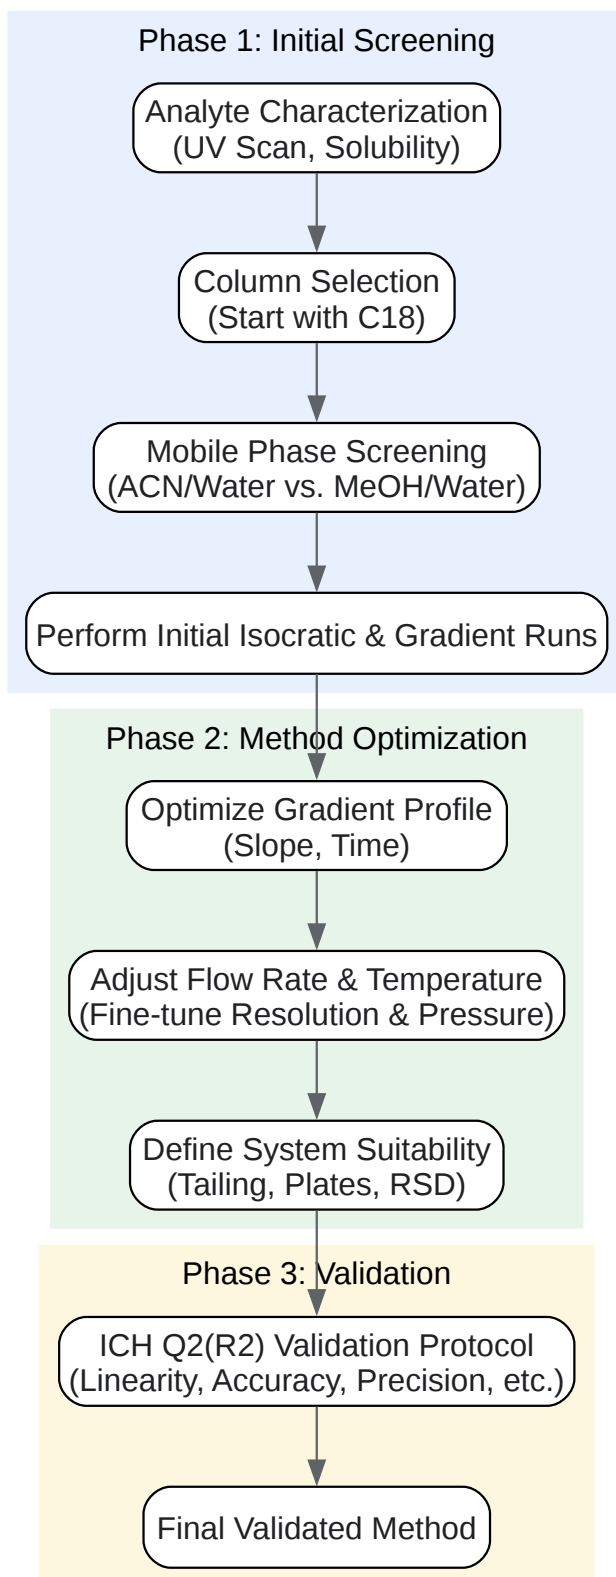 Phase 1: Initial Screening
Analyte Characterization
(UV Scan, Solubility)
Column Selection
(Start with C18)
Mobile Phase Screening
(ACN/Water vs. MeOH/Water)
Perform Initial Isocratic & Gradient Runs
Phase 2: Method Optimization
Optimize Gradient Profile
(Slope, Time)
Adjust Flow Rate & Temperature
(Fine-tune Resolution & Pressure)
Define System Suitability
(Tailing, Plates, RSD)
Phase 3: Validation
ICH Q2(R2) Validation Protocol
(Linearity, Accuracy, Precision, etc.)
Final Validated Method